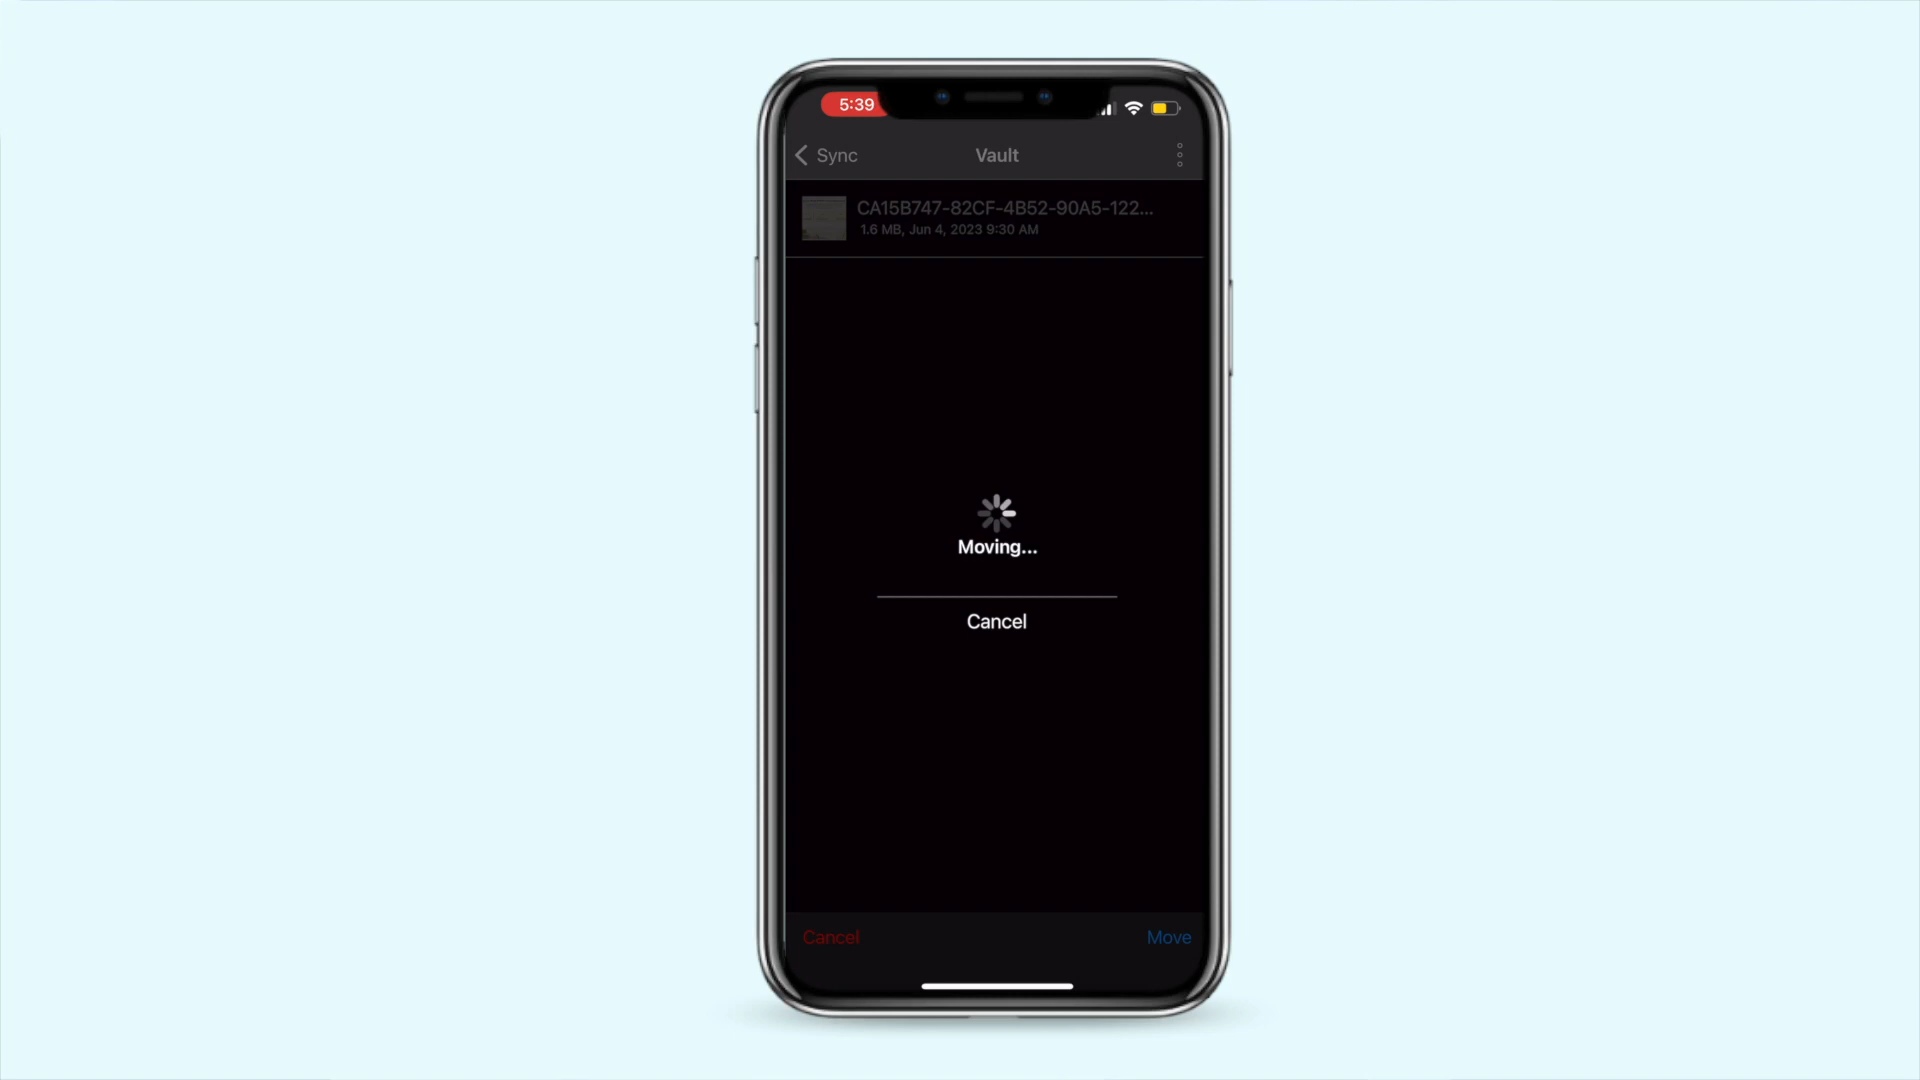 5:39
Sync
Vault
CA15B747-82CF-4B52-90A5-122...
1.6 MB, Jun 4, 2023 9:30 AM
Moving...
Cancel
Cancel
Move